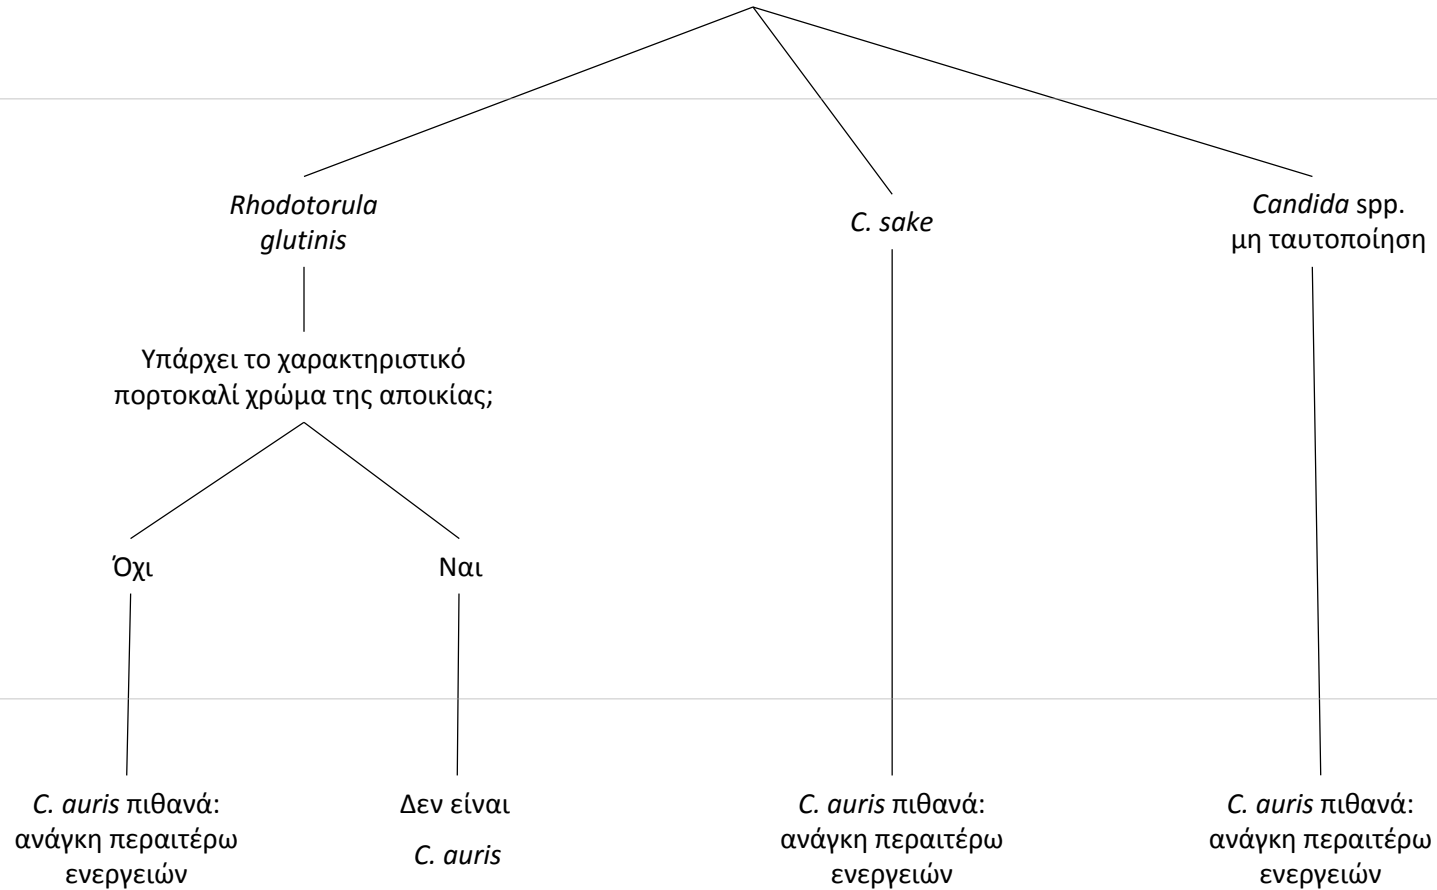 Rhodotorula
glutinis
C. sake
Candida spp.
μη ταυτοποίηση
Υπάρχει το χαρακτηριστικό
πορτοκαλί χρώμα της αποικίας;
Όχι
Ναι
C. auris πιθανά:
ανάγκη περαιτέρω
ενεργειών
Δεν είναι
C. auris
C. auris πιθανά:
ανάγκη περαιτέρω
ενεργειών
C. auris πιθανά:
ανάγκη περαιτέρω
ενεργειών